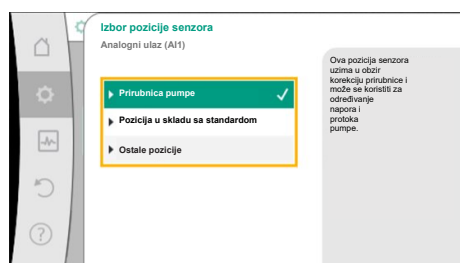 Izbor pozicije senzora
Analogni ulaz (AI1)
Prirubnica pumpe
Pozicija u skladu sa standardom
Ostale pozicije
Ova pozicija senzora
uzima u obzir
korekciju prirubnice i
može se koristiti za
određivanje
napora i
protoka
pumpe.